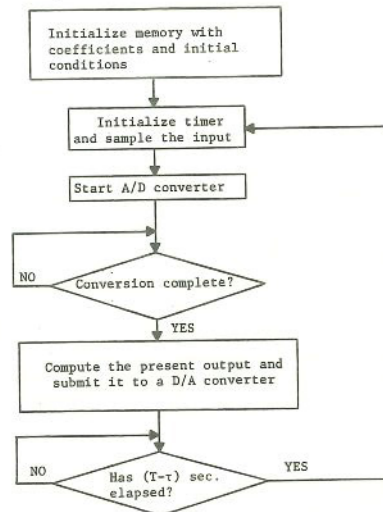 Initialize memory with
coefficients and initial
conditions
Initialize timer
and sample the input
Start A/D converter
NO
Conversion complete?
YES
Compute the present output and
submit it to a D/A converter
NO
Has (T-τ) sec.
elapsed?
YES